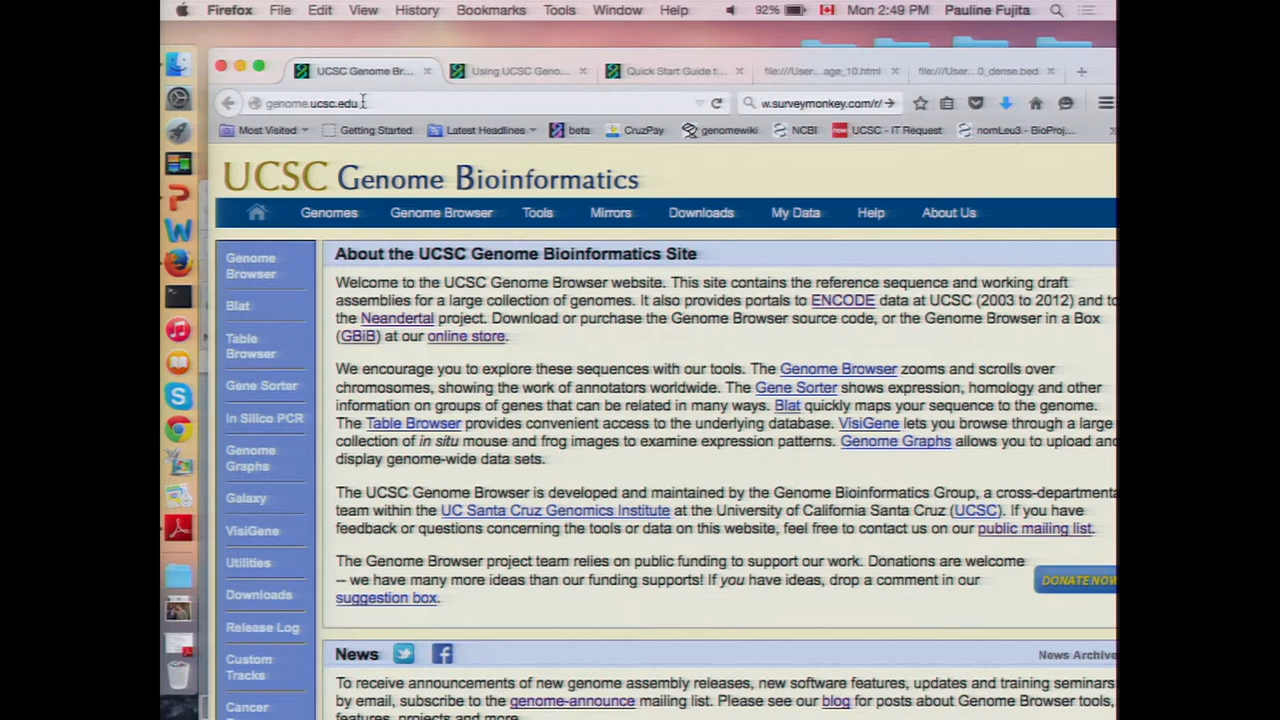 Firefox File Edit View History Bookmarks Tools Window Help 92% Mon 2:49 PM Pauline Fujita
UCSC Genome Br... Using UCSC Geno... Quick Start Guide t... file:///User...age_10.html file:///User...0_dense.bed
genome.ucsc.edu w.surveymonkey.com/r/
Most Visited Getting Started Latest Headlines beta CruzPay genomewiki NCBI UCSC - IT Request nomLeu3 - BioProj...
UCSC Genome Bioinformatics
Genomes Genome Browser Tools Mirrors Downloads My Data Help About Us
Genome
Browser
Blat
Table
Browser
Gene Sorter
In Silico PCR
Genome
Graphs
Galaxy
VisiGene
Utilities
Downloads
Release Log
Custom
Tracks
Cancer
About the UCSC Genome Bioinformatics Site
Welcome to the UCSC Genome Browser website. This site contains the reference sequence and working draft
assemblies for a large collection of genomes. It also provides portals to ENCODE data at UCSC (2003 to 2012) and to
the Neandertal project. Download or purchase the Genome Browser source code, or the Genome Browser in a Box
(GBiB) at our online store.
We encourage you to explore these sequences with our tools. The Genome Browser zooms and scrolls over
chromosomes, showing the work of annotators worldwide. The Gene Sorter shows expression, homology and other
information on groups of genes that can be related in many ways. Blat quickly maps your sequence to the genome.
The Table Browser provides convenient access to the underlying database. VisiGene lets you browse through a large
collection of in situ mouse and frog images to examine expression patterns. Genome Graphs allows you to upload and
display genome-wide data sets.
The UCSC Genome Browser is developed and maintained by the Genome Bioinformatics Group, a cross-departmenta
team within the UC Santa Cruz Genomics Institute at the University of California Santa Cruz (UCSC). If you have
feedback or questions concerning the tools or data on this website, feel free to contact us on our public mailing list.
The Genome Browser project team relies on public funding to support our work. Donations are welcome
-- we have many more ideas than our funding supports! If you have ideas, drop a comment in our
suggestion box.
DONATE NOW
News News Archive
To receive announcements of new genome assembly releases, new software features, updates and training seminars
by email, subscribe to the genome-announce mailing list. Please see our blog for posts about Genome Browser tools,
features, projects and more.